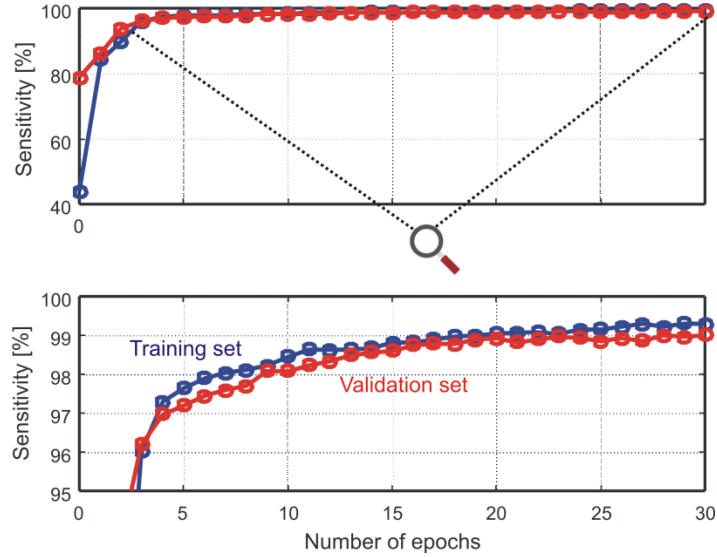 Sensitivity [%]
100
80
60
40
0
Sensitivity [%]
100
99
98
97
96
95
Training set
Validation set
0 5 10 15 20 25 30
Number of epochs